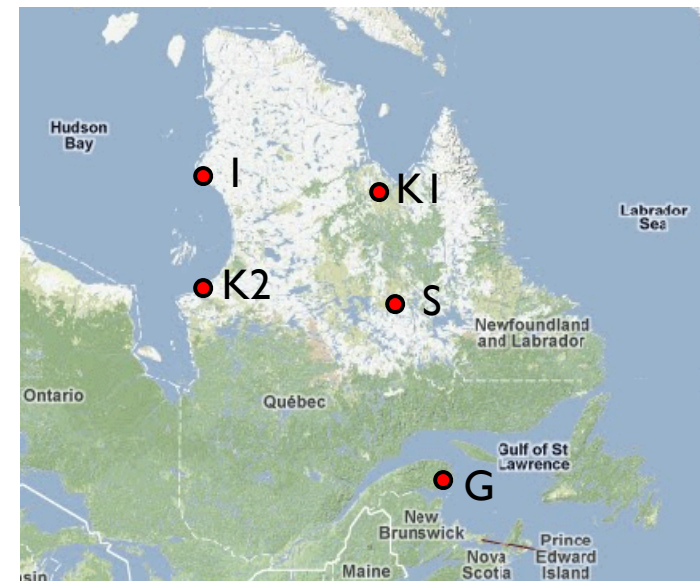 Hudson
Bay
I
K1
Labrador
Sea
K2
S
Newfoundland
and Labrador
Ontario
Québec
Gulf of St
Lawrence
G
New
Brunswick
Prince
Edward
Island
Nova
Scotia
Maine